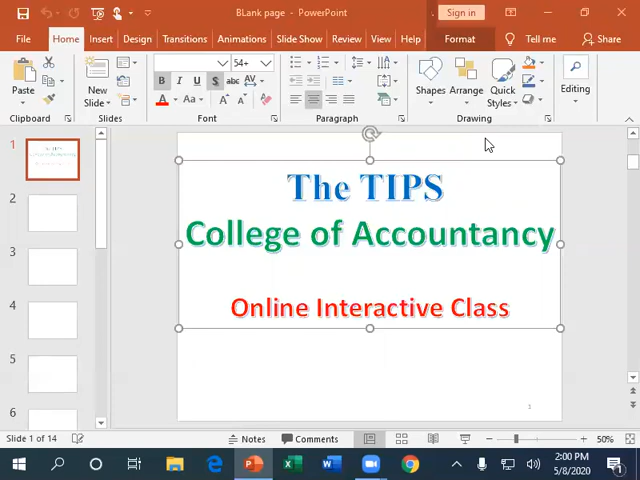 BLank page - PowerPoint
Sign in
File Home Insert Design Transitions Animations Slide Show Review View Help Format Tell me Share
54+
Paste
New Slide
B I U S abc AV
A Aa A A
Shapes Arrange Quick Styles Editing
Clipboard Slides Font Paragraph Drawing
1
2
3
4
5
6
The TIPS
College of Accountancy
Online Interactive Class
1
Slide 1 of 14 Notes Comments 50%
2:00 PM
5/8/2020
1